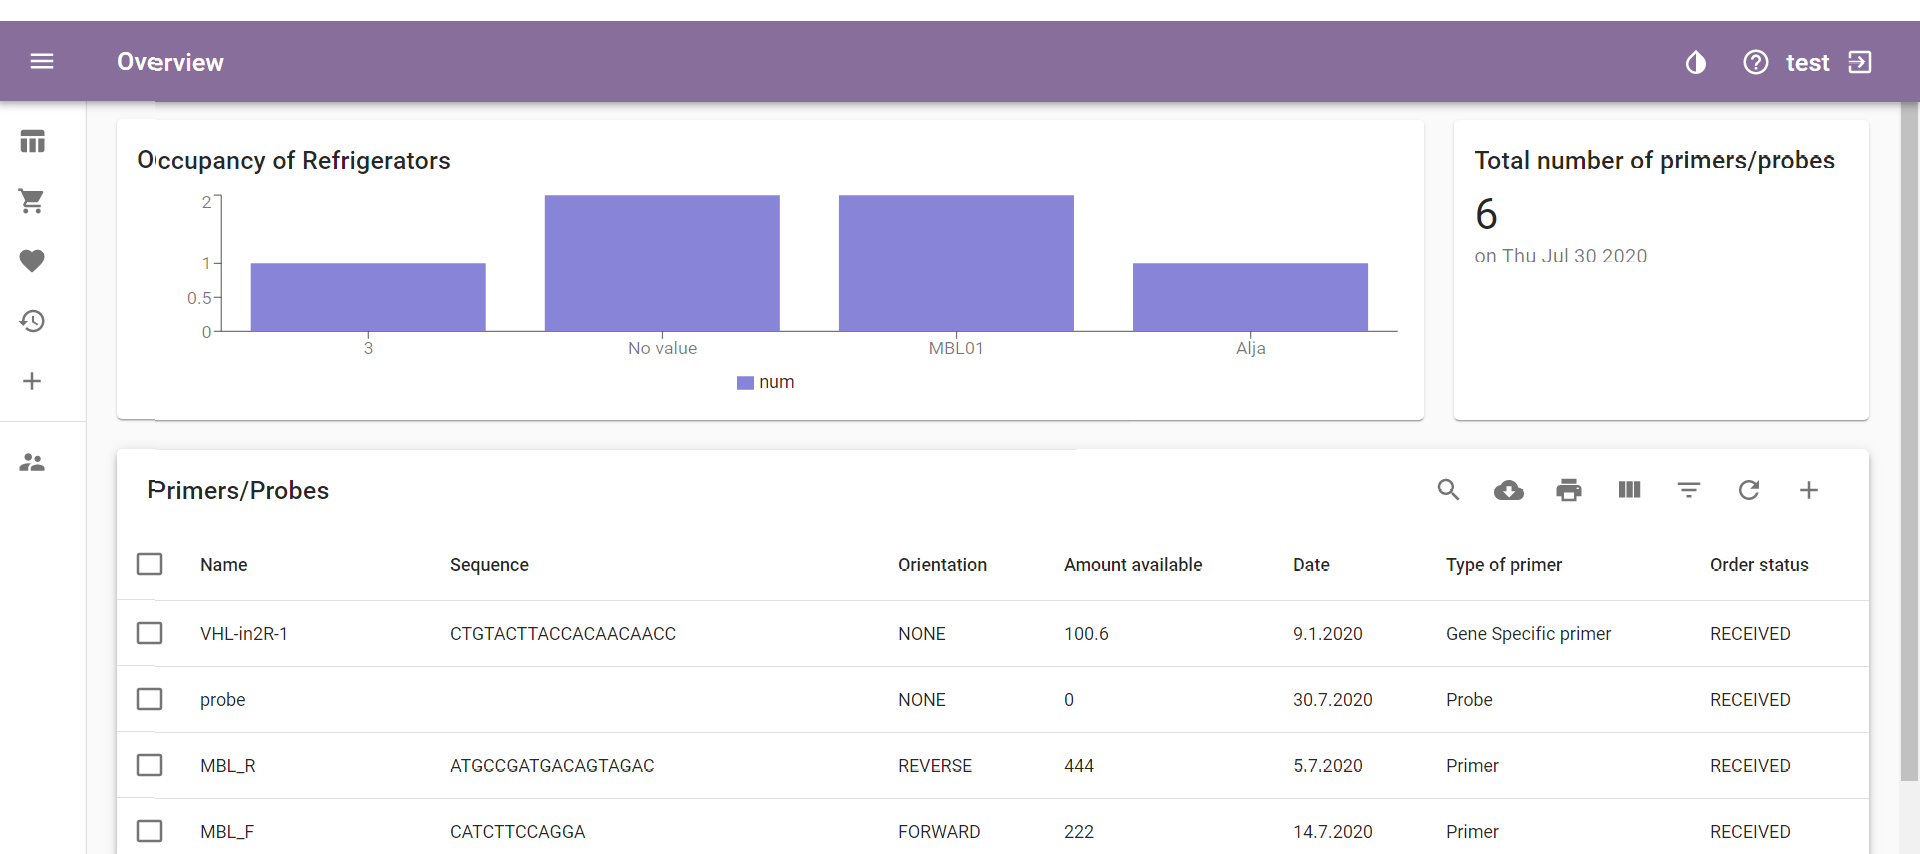 Overview
test
Occupancy of Refrigerators
2
1
0.5
0
3 No value MBL01 Alja
num
Total number of primers/probes
6
on Thu Jul 30 2020
Primers/Probes
Name Sequence Orientation Amount available Date Type of primer Order status
VHL-in2R-1 CTGTACTTACCACAACAACC NONE 100.6 9.1.2020 Gene Specific primer RECEIVED
probe NONE 0 30.7.2020 Probe RECEIVED
MBL_R ATGCCGATGACAGTAGAC REVERSE 444 5.7.2020 Primer RECEIVED
MBL_F CATCTTCCAGGA FORWARD 222 14.7.2020 Primer RECEIVED